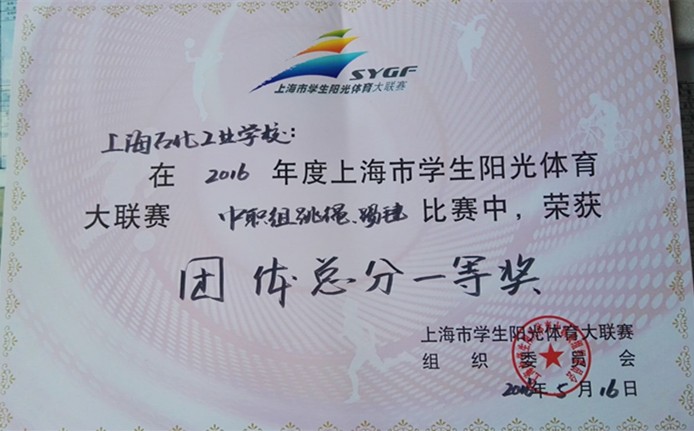 SYGF
上海市学生阳光体育大联赛
上海石化工业学校:
在 2016 年度上海市学生阳光体育
大联赛 中职组跳绳、踢毽 比赛中，荣获
团体总分一等奖
上海市学生阳光体育大联赛
组织委员会
2016年5月16日